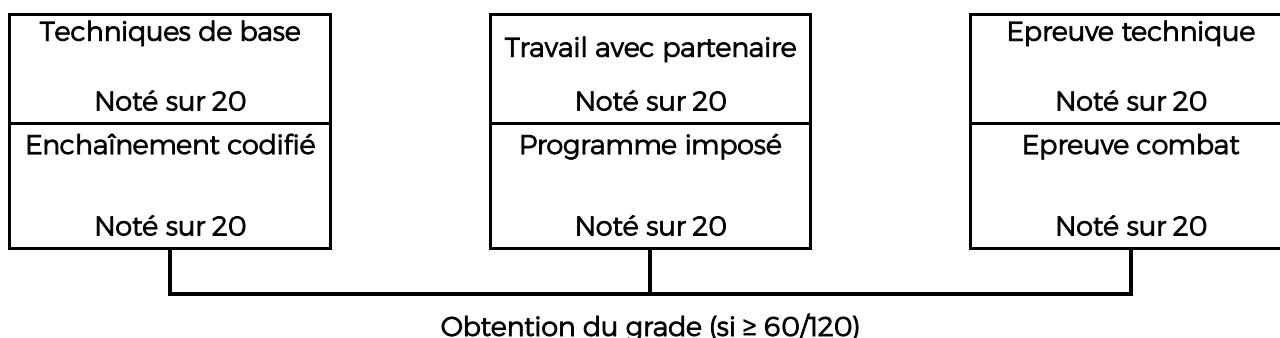 Techniques de base
Noté sur 20
Enchaînement codifié
Noté sur 20
Travail avec partenaire
Noté sur 20
Programme imposé
Noté sur 20
Epreuve technique
Noté sur 20
Epreuve combat
Noté sur 20
Obtention du grade (si ≥ 60/120)